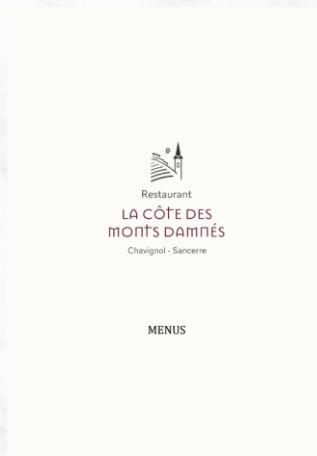 Restaurant
LA CÔTE DES
MONTS DAMNÉS
Chavignol - Sancerre
MENUS